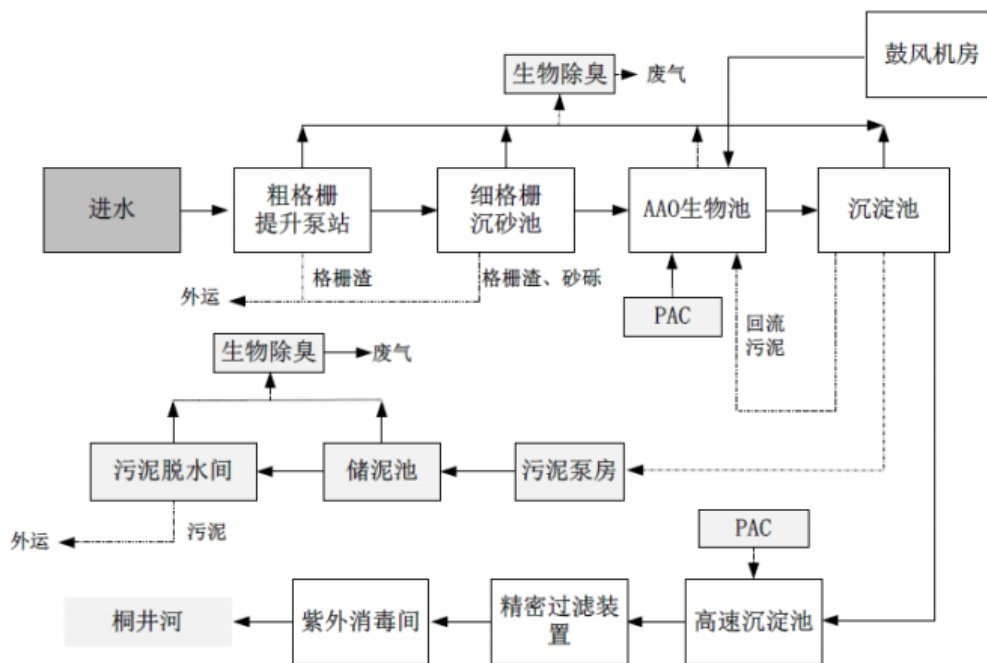 鼓风机房
生物除臭
废气
进水
粗格栅
提升泵站
细格栅
沉砂池
AAO生物池
沉淀池
格栅渣
格栅渣、砂砾
外运
PAC
回流
污泥
生物除臭
废气
污泥脱水间
储泥池
污泥泵房
外运
污泥
PAC
桐井河
紫外消毒间
精密过滤装
置
高速沉淀池